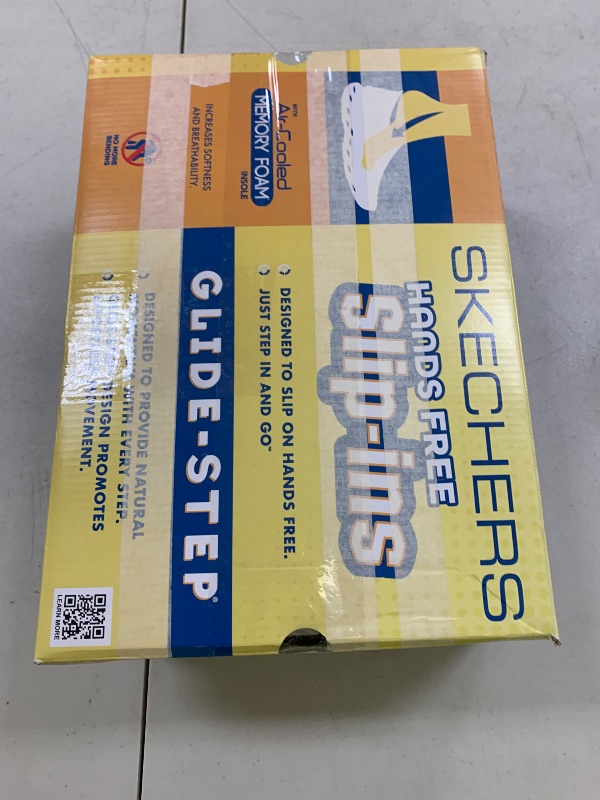 SKECHERS
HANDS FREE
Slip-ins
DESIGNED TO SLIP ON HANDS FREE.
JUST STEP IN AND GO™
GLIDE-STEP®
DESIGNED TO PROVIDE NATURAL
WITH EVERY STEP.
DESIGN PROMOTES
MOVEMENT.
LEARN MORE
WITH
Air-Cooled
MEMORY FOAM
INSOLE
INCREASES SOFTNESS
AND BREATHABILITY.
NO MORE
BENDING